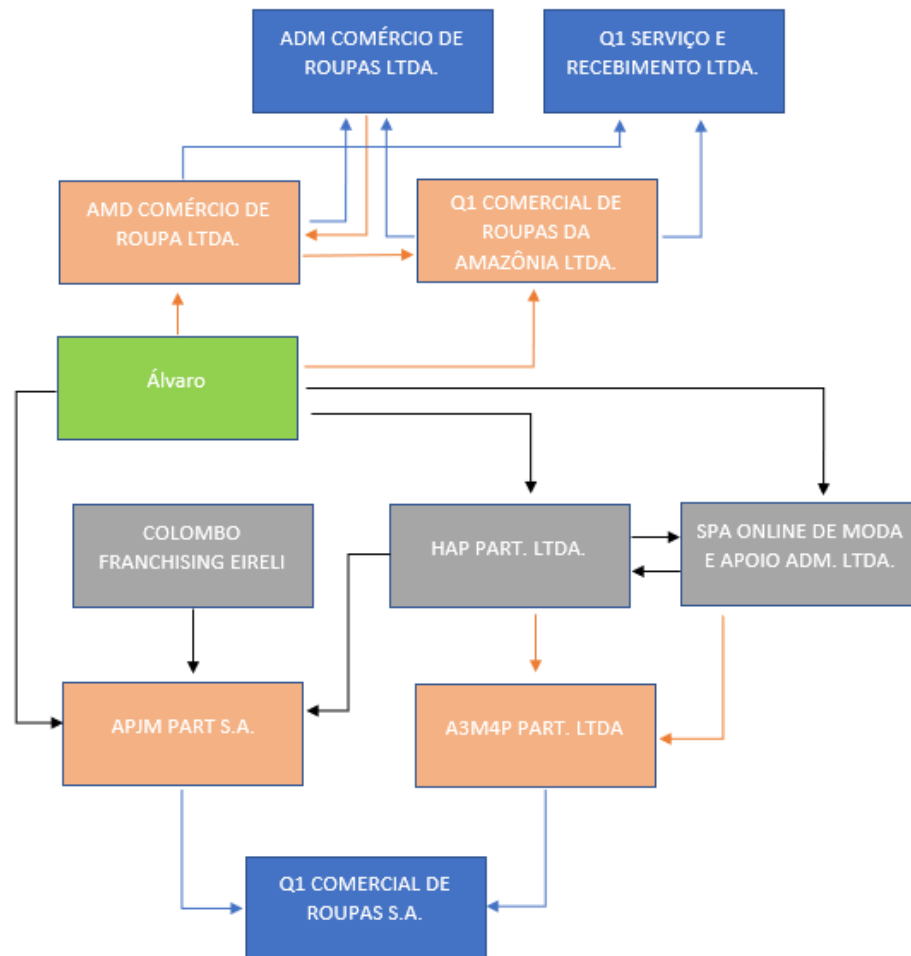 ADM COMÉRCIO DE
ROUPAS LTDA.
Q1 SERVIÇO E
RECEBIMENTO LTDA.
AMD COMÉRCIO DE
ROUPA LTDA.
Q1 COMERCIAL DE
ROUPAS DA
AMAZÔNIA LTDA.
Álvaro
COLOMBO
FRANCHISING EIRELI
HAP PART. LTDA.
SPA ONLINE DE MODA
E APOIO ADM. LTDA.
APJM PART S.A.
A3M4P PART. LTDA
Q1 COMERCIAL DE
ROUPAS S.A.